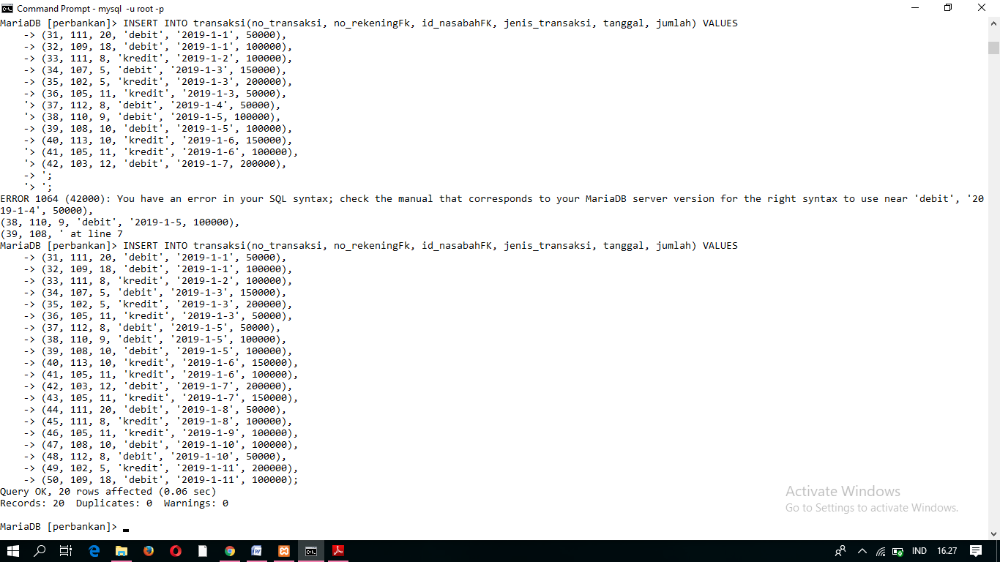 Command Prompt - mysql -u root -p
MariaDB [perbankan]> INSERT INTO transaksi(no_transaksi, no_rekeningFk, id_nasabahFK, jenis_transaksi, tanggal, jumlah) VALUES
    -> (31, 111, 20, 'debit', '2019-1-1', 50000),
    -> (32, 109, 18, 'debit', '2019-1-1', 100000),
    -> (33, 111, 8, 'kredit', '2019-1-2', 100000),
    -> (34, 107, 5, 'debit', '2019-1-3', 150000),
    -> (35, 102, 5, 'kredit', '2019-1-3', 200000),
    -> (36, 105, 11, 'kredit', '2019-1-3, 50000),
    '> (37, 112, 8, 'debit', '2019-1-4', 50000),
    '> (38, 110, 9, 'debit', '2019-1-5, 100000),
    -> (39, 108, 10, 'debit', '2019-1-5', 100000),
    -> (40, 113, 10, 'kredit', '2019-1-6, 150000),
    '> (41, 105, 11, 'kredit', '2019-1-6', 100000),
    '> (42, 103, 12, 'debit', '2019-1-7, 200000),
    -> ';
    '> ';
ERROR 1064 (42000): You have an error in your SQL syntax; check the manual that corresponds to your MariaDB server version for the right syntax to use near 'debit', '20
19-1-4', 50000),
(38, 110, 9, 'debit', '2019-1-5, 100000),
(39, 108, ' at line 7
MariaDB [perbankan]> INSERT INTO transaksi(no_transaksi, no_rekeningFk, id_nasabahFK, jenis_transaksi, tanggal, jumlah) VALUES
    -> (31, 111, 20, 'debit', '2019-1-1', 50000),
    -> (32, 109, 18, 'debit', '2019-1-1', 100000),
    -> (33, 111, 8, 'kredit', '2019-1-2', 100000),
    -> (34, 107, 5, 'debit', '2019-1-3', 150000),
    -> (35, 102, 5, 'kredit', '2019-1-3', 200000),
    -> (36, 105, 11, 'kredit', '2019-1-3', 50000),
    -> (37, 112, 8, 'debit', '2019-1-5', 50000),
    -> (38, 110, 9, 'debit', '2019-1-5', 100000),
    -> (39, 108, 10, 'debit', '2019-1-5', 100000),
    -> (40, 113, 10, 'kredit', '2019-1-6', 150000),
    -> (41, 105, 11, 'kredit', '2019-1-6', 100000),
    -> (42, 103, 12, 'debit', '2019-1-7', 200000),
    -> (43, 105, 11, 'kredit', '2019-1-7', 150000),
    -> (44, 111, 20, 'debit', '2019-1-8', 50000),
    -> (45, 111, 8, 'kredit', '2019-1-8', 100000),
    -> (46, 105, 11, 'kredit', '2019-1-9', 100000),
    -> (47, 108, 10, 'debit', '2019-1-10', 100000),
    -> (48, 112, 8, 'debit', '2019-1-10', 50000),
    -> (49, 102, 5, 'kredit', '2019-1-11', 200000),
    -> (50, 109, 18, 'debit', '2019-1-11', 100000);
Query OK, 20 rows affected (0.06 sec)
Records: 20  Duplicates: 0  Warnings: 0
MariaDB [perbankan]> _
Activate Windows
Go to Settings to activate Windows.
IND 16.27